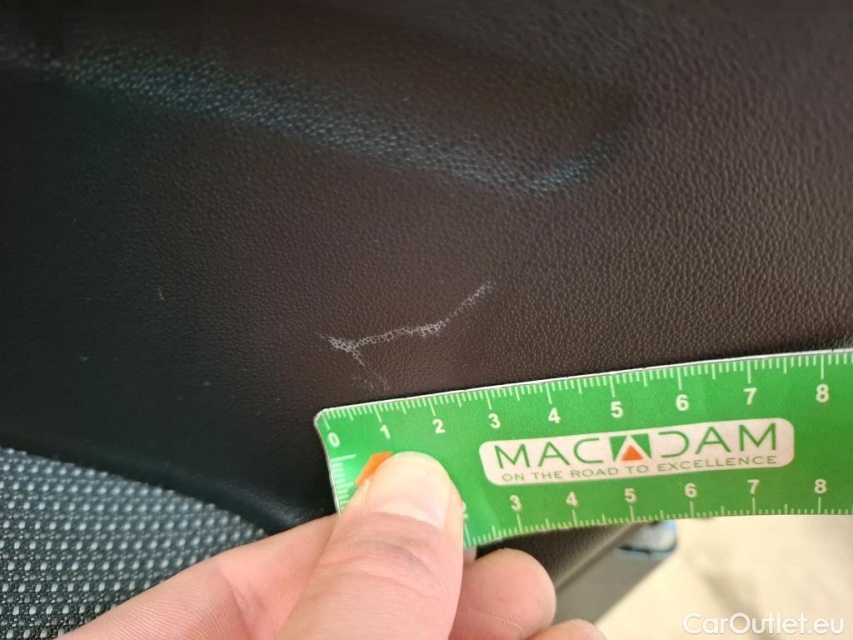 0 1 2 3 4 5 6 7 8
MACADAM
ON THE ROAD TO EXCELLENCE
3 4 5 6 7 8
CarOutlet.eu